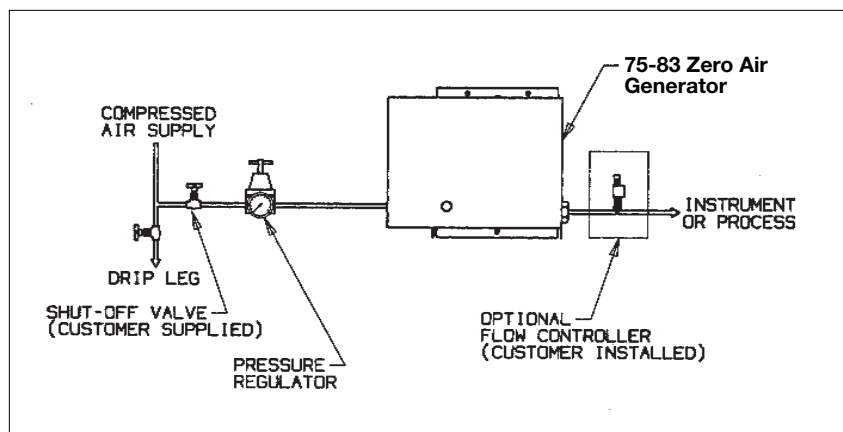 75-83 Zero Air
Generator
COMPRESSED
AIR SUPPLY
INSTRUMENT
OR PROCESS
DRIP LEG
SHUT-OFF VALVE
(CUSTOMER SUPPLIED)
OPTIONAL
FLOW CONTROLLER
(CUSTOMER INSTALLED)
PRESSURE
REGULATOR